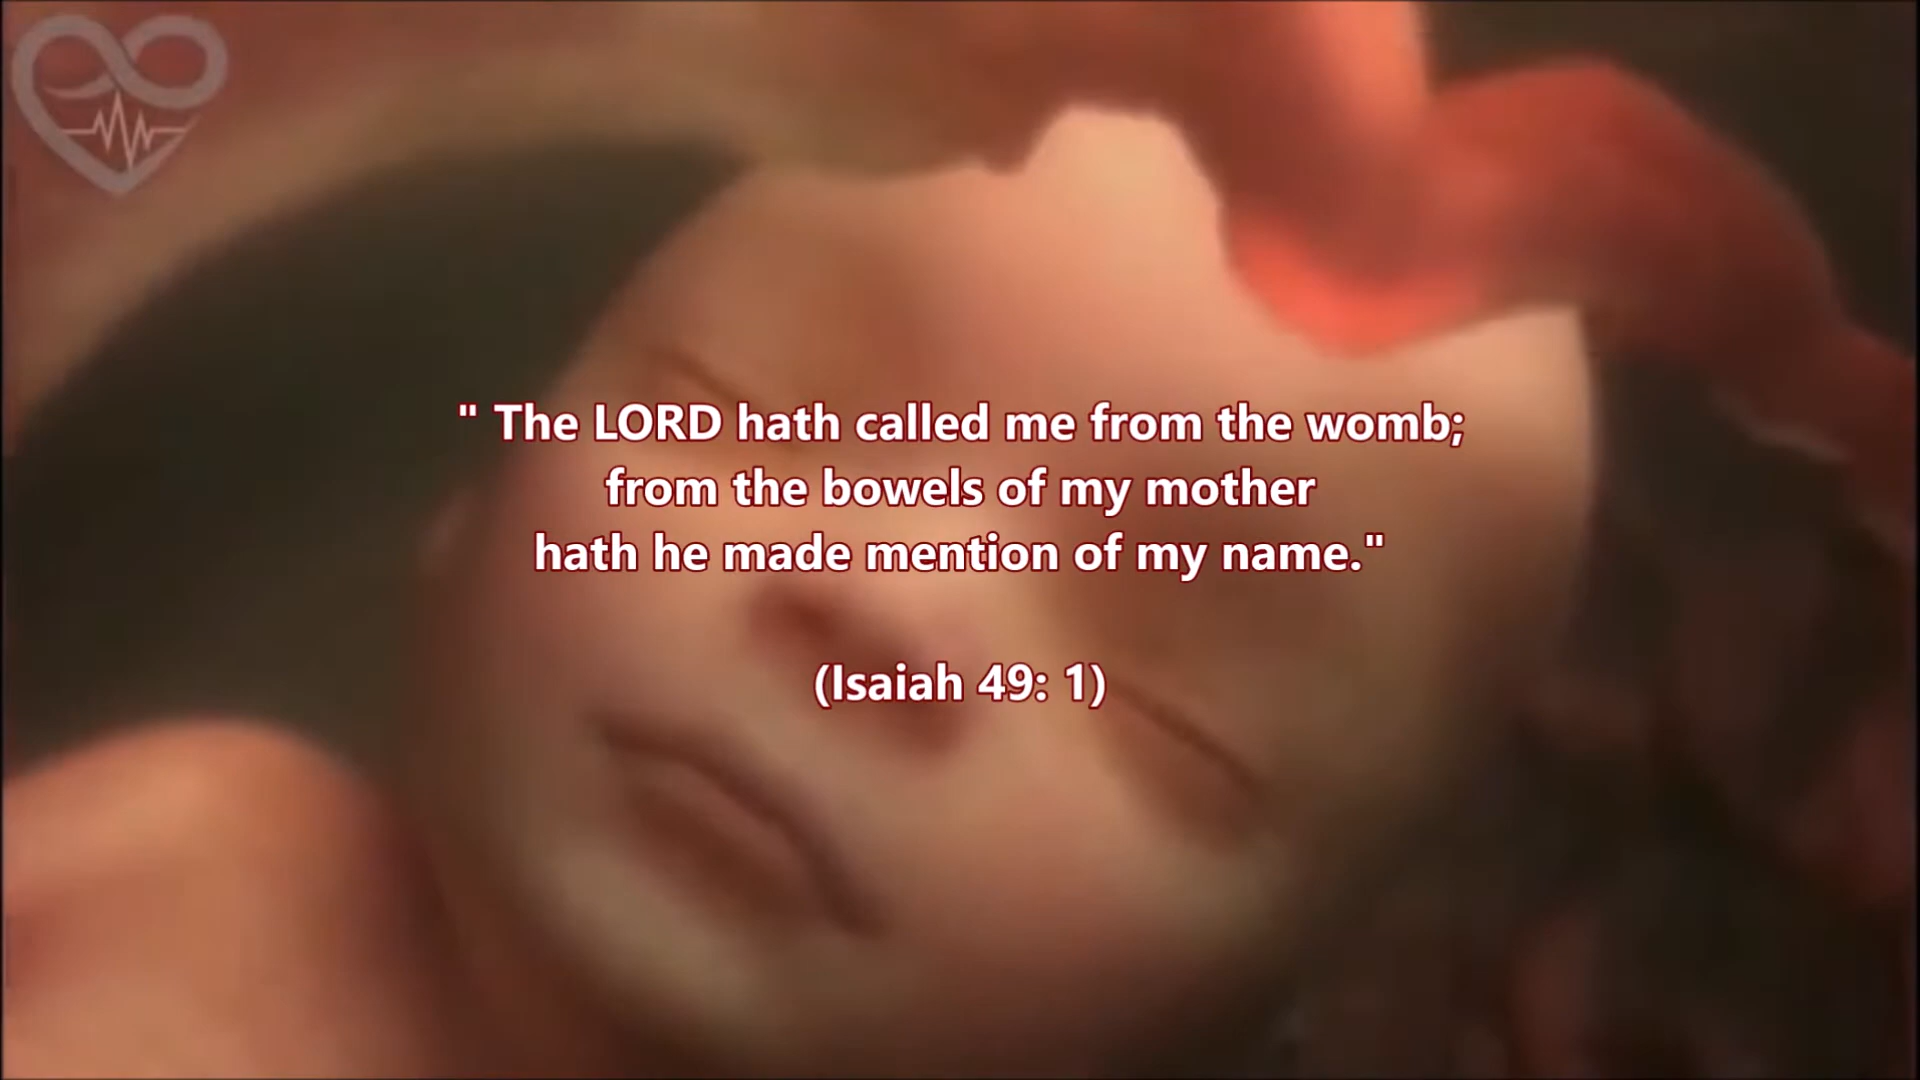 " The LORD hath called me from the womb;
from the bowels of my mother
hath he made mention of my name."
(Isaiah 49: 1)